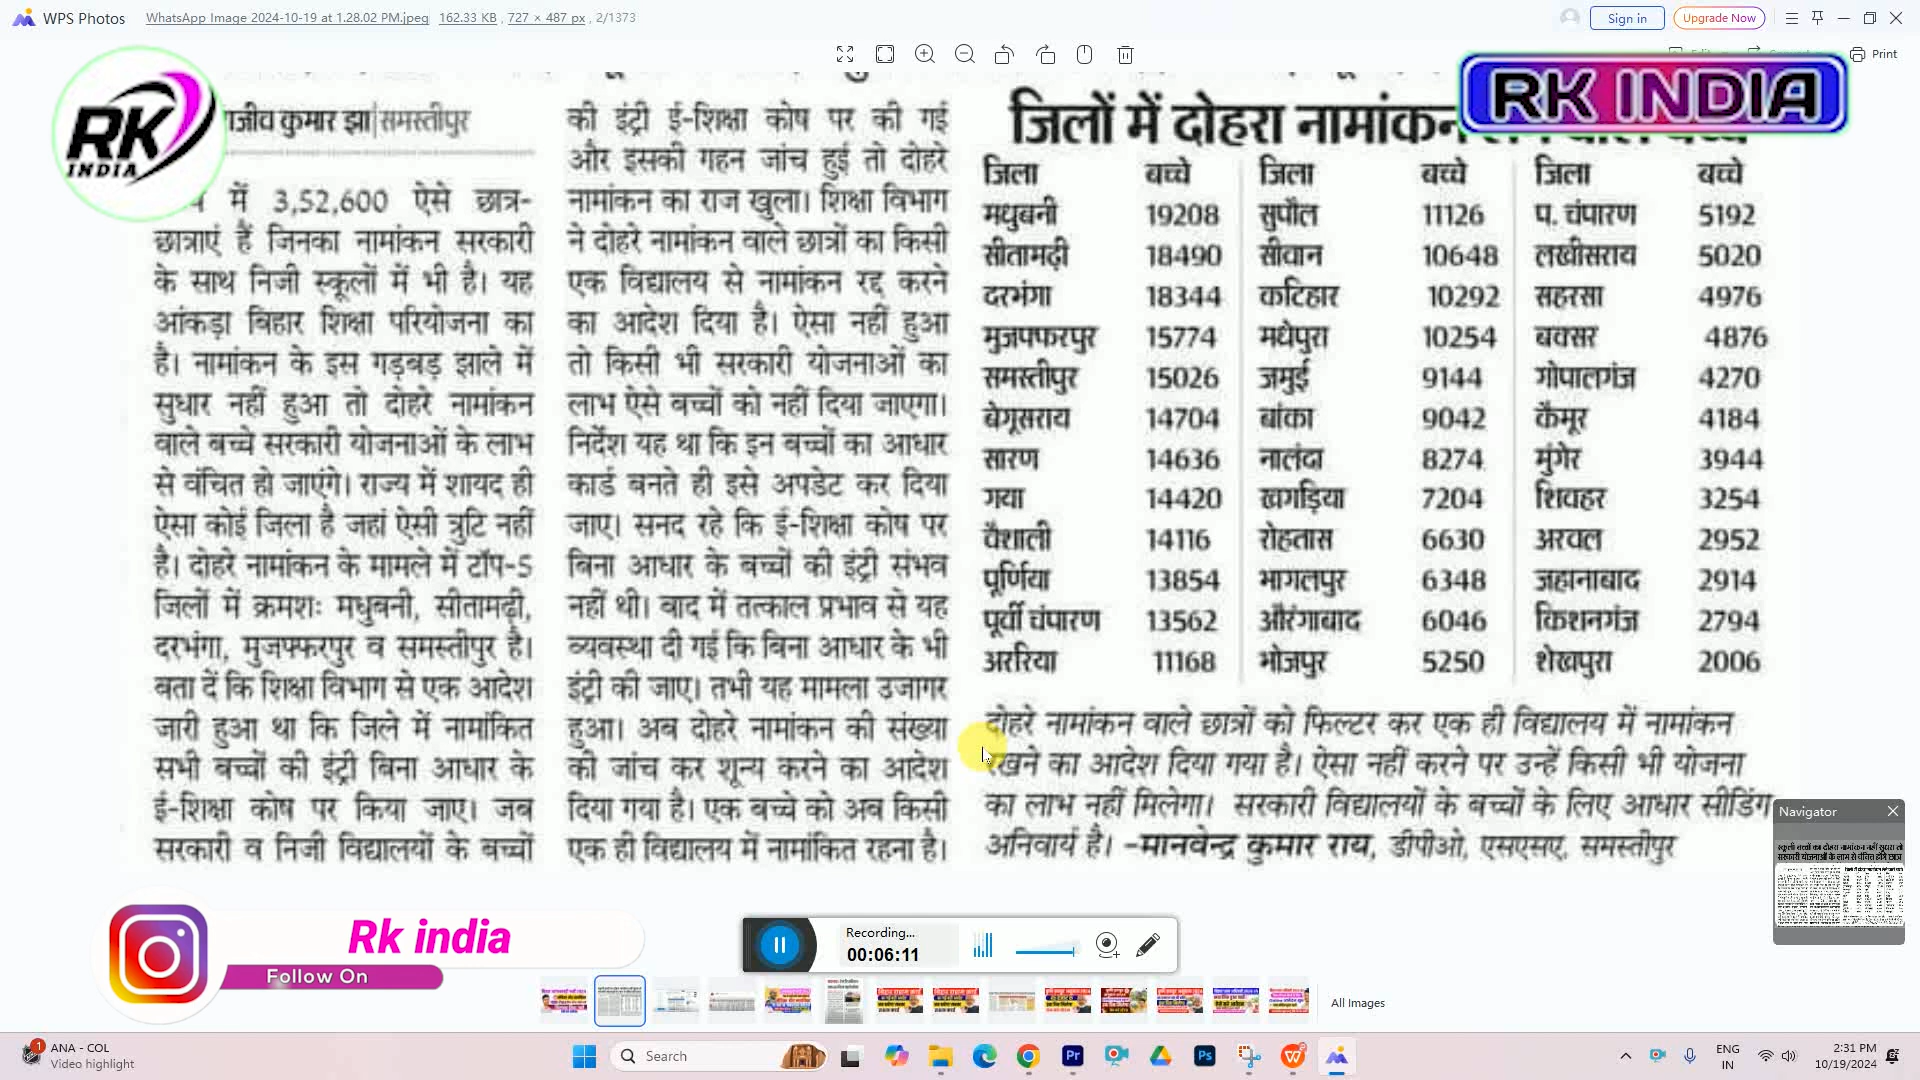 WPS Photos
WhatsApp Image 2024-10-19 at 1.28.02 PM.jpeg 162.33 KB , 727 × 487 px , 2/1373
Sign in
Upgrade Now
Print
RK
INDIA
RK INDIA
कुमार झा|समस्तीपुर
में 3,52,600 ऐसे छात्र-
छात्राएं हैं जिनका नामांकन सरकारी
के साथ निजी स्कूलों में भी है। यह
आंकड़ा बिहार शिक्षा परियोजना का
है। नामांकन के इस गड़बड़ झाले में
सुधार नहीं हुआ तो दोहरे नामांकन
वाले बच्चे सरकारी योजनाओं के लाभ
से वंचित हो जाएंगे। राज्य में शायद ही
ऐसा कोई जिला है जहां ऐसी त्रुटि नहीं
है। दोहरे नामांकन के मामले में टॉप-5
जिलों में क्रमशः मधुबनी, सीतामढ़ी,
दरभंगा, मुजफ्फरपुर व समस्तीपुर है।
बता दें कि शिक्षा विभाग से एक आदेश
जारी हुआ था कि जिले में नामांकित
सभी बच्चों की इंट्री बिना आधार के
ई-शिक्षा कोष पर किया जाए। जब
सरकारी व निजी विद्यालयों के बच्चों
की इंट्री ई-शिक्षा कोष पर की गई
और इसकी गहन जांच हुई तो दोहरे
नामांकन का राज खुला। शिक्षा विभाग
ने दोहरे नामांकन वाले छात्रों का किसी
एक विद्यालय से नामांकन रद्द करने
का आदेश दिया है। ऐसा नहीं हुआ
तो किसी भी सरकारी योजनाओं का
लाभ ऐसे बच्चों को नहीं दिया जाएगा।
निर्देश यह था कि इन बच्चों का आधार
कार्ड बनते ही इसे अपडेट कर दिया
जाए। सनद रहे कि ई-शिक्षा कोष पर
बिना आधार के बच्चों की इंट्री संभव
नहीं थी। बाद में तत्काल प्रभाव से यह
व्यवस्था दी गई कि बिना आधार के भी
इंट्री की जाए। तभी यह मामला उजागर
हुआ। अब दोहरे नामांकन की संख्या
की जांच कर शून्य करने का आदेश
दिया गया है। एक बच्चे को अब किसी
एक ही विद्यालय में नामांकित रहना है।
जिलों में दोहरा नामांकन
जिला बच्चे जिला बच्चे जिला बच्चे
मधुबनी 19208 सुपौल 11126 प. चंपारण 5192
सीतामढ़ी 18490 सीवान 10648 लखीसराय 5020
दरभंगा 18344 कटिहार 10292 सहरसा 4976
मुजफ्फरपुर 15774 मधेपुरा 10254 बक्सर 4876
समस्तीपुर 15026 जमुई 9144 गोपालगंज 4270
बेगूसराय 14704 बांका 9042 कैमूर 4184
सारण 14636 नालंदा 8274 मुंगेर 3944
गया 14420 खगड़िया 7204 शिवहर 3254
वैशाली 14116 रोहतास 6630 अरवल 2952
पूर्णिया 13854 भागलपुर 6348 जहानाबाद 2914
पूर्वी चंपारण 13562 औरंगाबाद 6046 किशनगंज 2794
अररिया 11168 भोजपुर 5250 शेखपुरा 2006
दोहरे नामांकन वाले छात्रों को फिल्टर कर एक ही विद्यालय में नामांकन
रखने का आदेश दिया गया है। ऐसा नहीं करने पर उन्हें किसी भी योजना
का लाभ नहीं मिलेगा। सरकारी विद्यालयों के बच्चों के लिए आधार सीडिंग
अनिवार्य है। -मानवेन्द्र कुमार राय, डीपीओ, एसएसए, समस्तीपुर
Navigator
स्कूली बच्चों का दोहरा नामांकन नहीं सुधरा तो
सरकारी योजनाओं के लाभ से वंचित होंगे छात्र
Rk india
Follow On
Recording...
00:06:11
All Images
ANA - COL
Video highlight
Search
Pr
Ps
ENG
IN
2:31 PM
10/19/2024